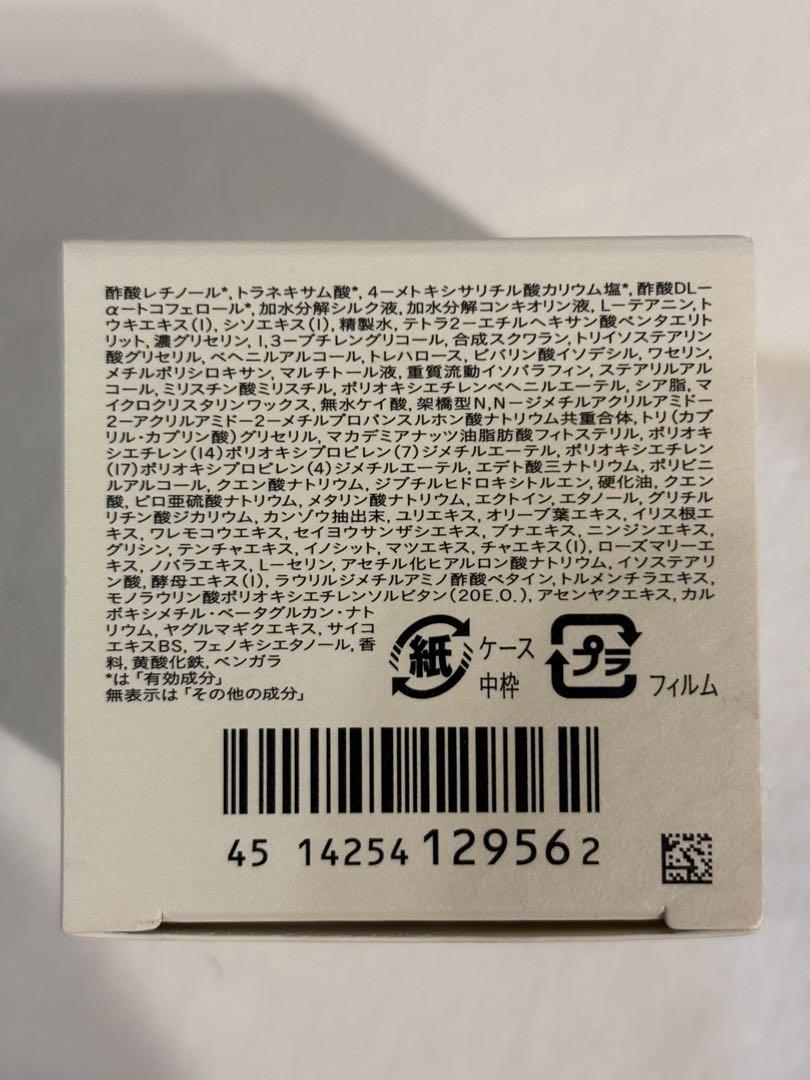 酢酸レチノール*, トラネキサム酸*, 4ーメトキシサリチル酸カリウム塩*, 酢酸DLー
αートコフェロール*, 加水分解シルク液, 加水分解コンキオリン液, Lーテアニン, ト
ウキエキス(1), シソエキス(1), 精製水, テトラ2ーエチルヘキサン酸ペンタエリト
リット, 濃グリセリン, 1,3ーブチレングリコール, 合成スクワラン, トリイソステアリン
酸グリセリル, ベヘニルアルコール, トレハロース, ピバリン酸イソデシル, ワセリン,
メチルポリシロキサン, マルチトール液, 重質流動イソパラフィン, ステアリルアル
コール, ミリスチン酸ミリスチル, ポリオキシエチレンベヘニルエーテル, シア脂, マ
イクロクリスタリンワックス, 無水ケイ酸, 架橋型N,Nージメチルアクリルアミドー
2ーアクリルアミドー2ーメチルプロパンスルホン酸ナトリウム共重合体, トリ(カプ
リル・カプリン酸)グリセリル, マカデミアナッツ油脂肪酸フィトステリル, ポリオキ
シエチレン(14)ポリオキシプロピレン(7)ジメチルエーテル, ポリオキシエチレン
(17)ポリオキシプロピレン(4)ジメチルエーテル, エデト酸三ナトリウム, ポリビニ
ルアルコール, クエン酸ナトリウム, ジブチルヒドロキシトルエン, 硬化油, クエン
酸, ピロ亜硫酸ナトリウム, メタリン酸ナトリウム, エクトイン, エタノール, グリチル
リチン酸ジカリウム, カンゾウ抽出末, ユリエキス, オリーブ葉エキス, イリス根エ
キス, ワレモコウエキス, セイヨウサンザシエキス, ブナエキス, ニンジンエキス,
グリシン, テンチャエキス, イノシット, マツエキス, チャエキス(1), ローズマリーエ
キス, ノバラエキス, Lーセリン, アセチル化ヒアルロン酸ナトリウム, イソステアリ
ン酸, 酵母エキス(1), ラウリルジメチルアミノ酢酸ベタイン, トルメンチラエキス,
モノラウリン酸ポリオキシエチレンソルビタン(20E.O.), アセンヤクエキス, カル
ボキシメチル・ベータグルカン・ナト
リウム, ヤグルマギクエキス, サイコ
エキスBS, フェノキシエタノール, 香
料, 黄酸化鉄, ベンガラ
*は「有効成分」
無表示は「その他の成分」
紙
ケース
中枠
プラ
フィルム
45 14254 12956 2